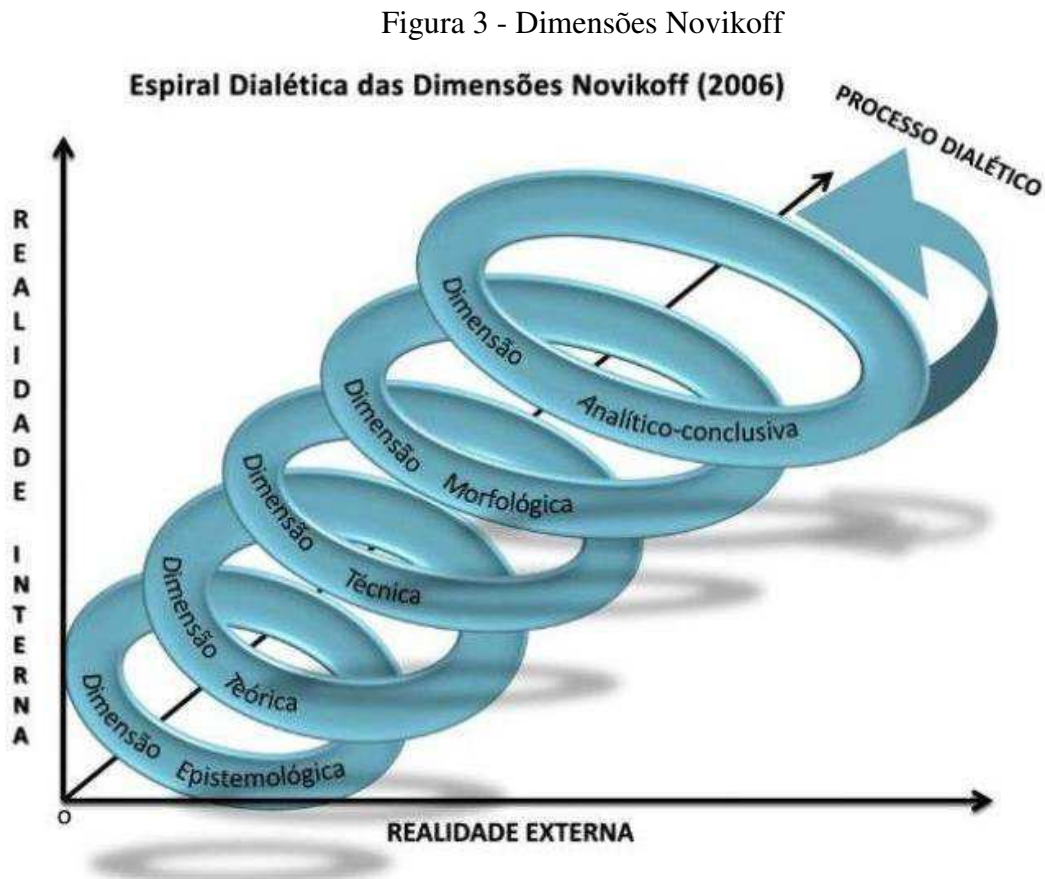 Figura 3 - Dimensões Novikoff
Espiral Dialética das Dimensões Novikoff (2006)
PROCESSO DIALÉTICO
REALIDADE INTERNA
Dimensão Analítico-conclusiva
Dimensão Morfológica
Dimensão Técnica
Dimensão Teórica
Dimensão Epistemológica
O
REALIDADE EXTERNA